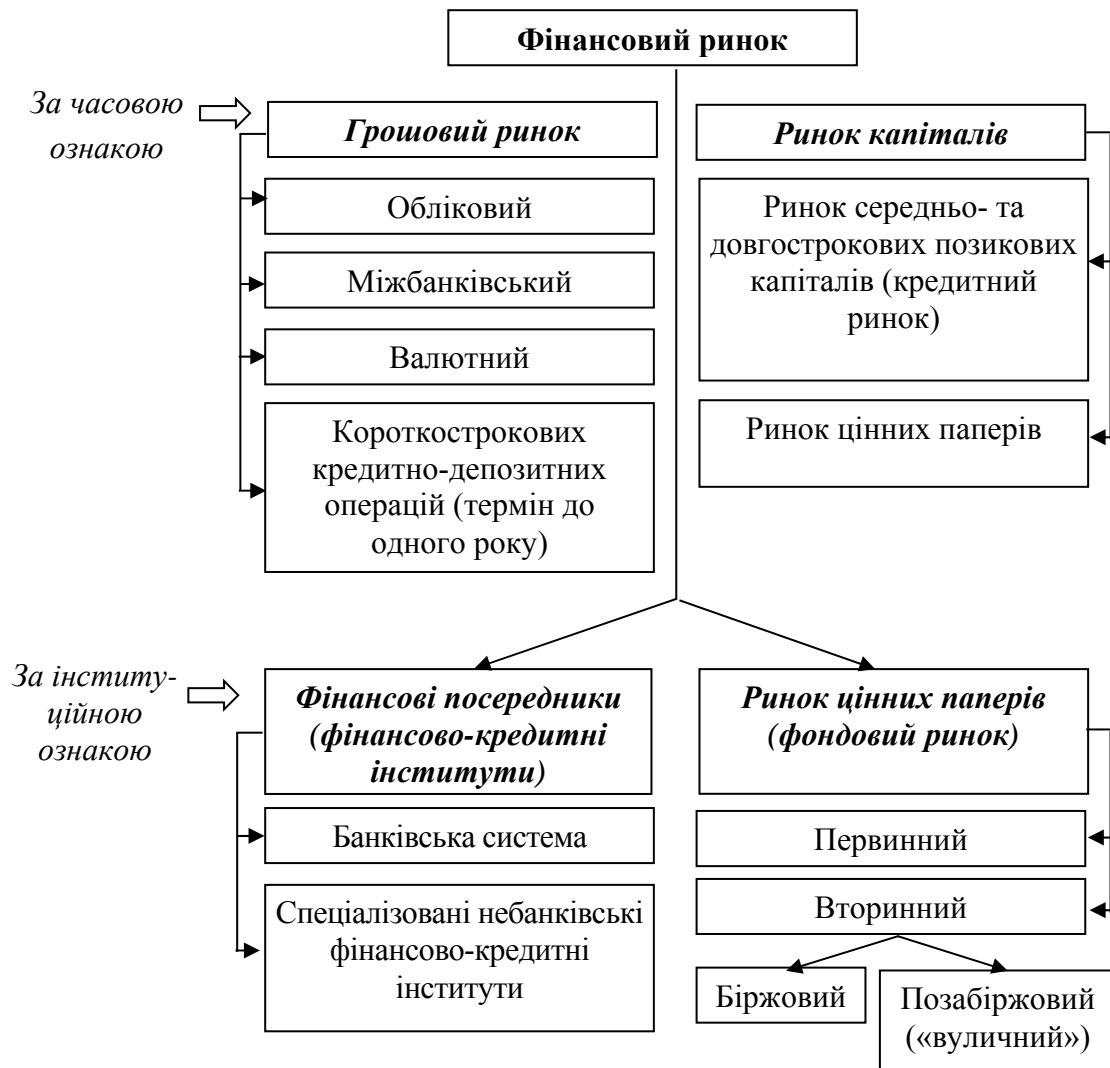 Фінансовий ринок
За часовою
ознакою
Грошовий ринок
Обліковий
Міжбанківський
Валютний
Короткострокових
кредитно-депозитних
операцій (термін до
одного року)
Ринок капіталів
Ринок середньо- та
довгострокових позикових
капіталів (кредитний
ринок)
Ринок цінних паперів
За інститу-
ційною
ознакою
Фінансові посередники
(фінансово-кредитні
інститути)
Банківська система
Спеціалізовані небанківські
фінансово-кредитні
інститути
Ринок цінних паперів
(фондовий ринок)
Первинний
Вторинний
Біржовий
Позабіржовий
(«вуличний»)